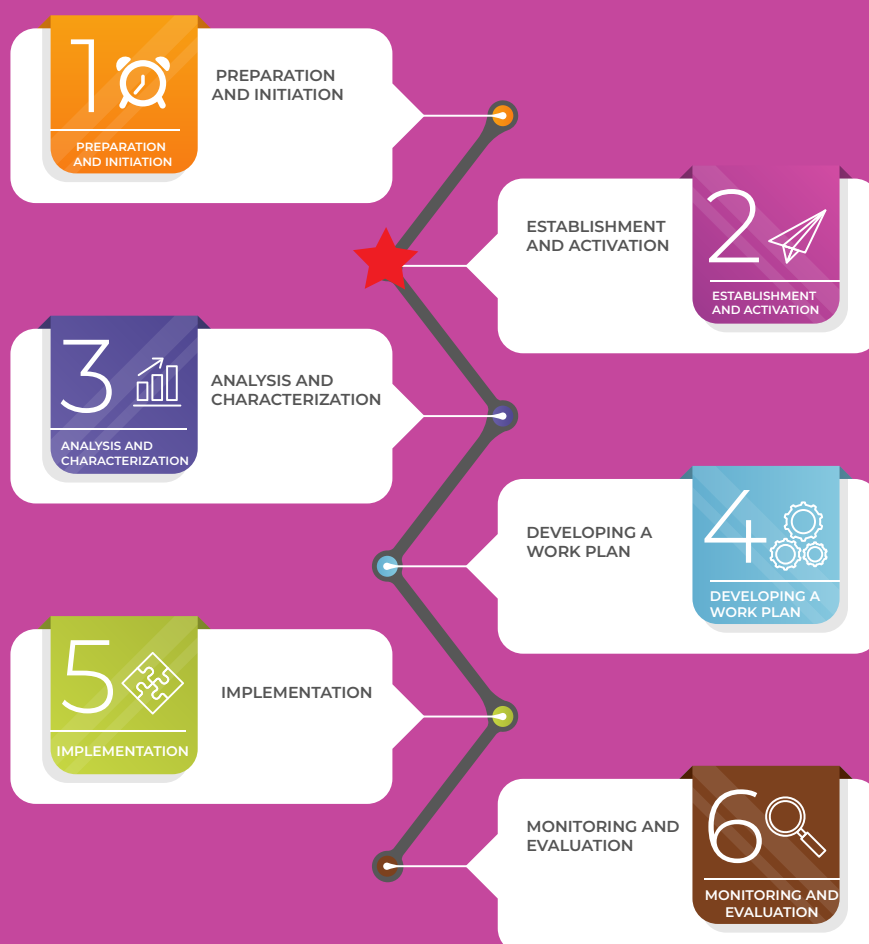 1
PREPARATION
AND INITIATION
PREPARATION
AND INITIATION
ESTABLISHMENT
AND ACTIVATION
2
ESTABLISHMENT
AND ACTIVATION
3
ANALYSIS AND
CHARACTERIZATION
ANALYSIS AND
CHARACTERIZATION
DEVELOPING A
WORK PLAN
4
DEVELOPING A
WORK PLAN
5
IMPLEMENTATION
IMPLEMENTATION
MONITORING AND
EVALUATION
6
MONITORING AND
EVALUATION